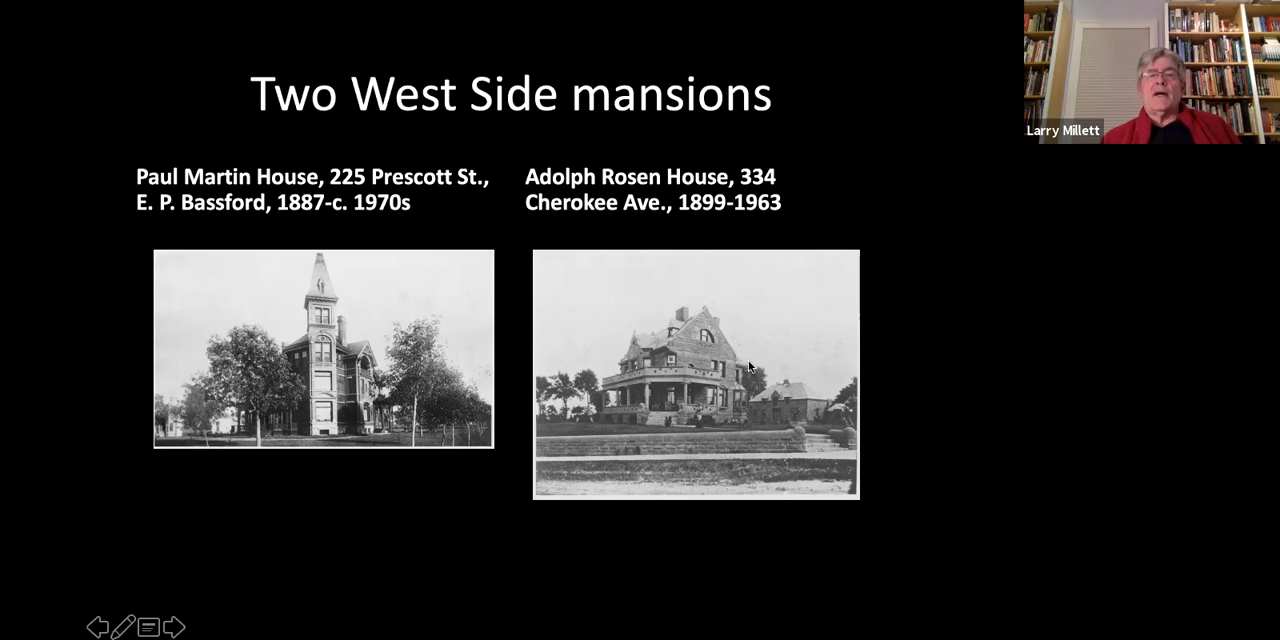 Two West Side mansions
Paul Martin House, 225 Prescott St.,
E. P. Bassford, 1887-c. 1970s
Adolph Rosen House, 334
Cherokee Ave., 1899-1963
Larry Millett